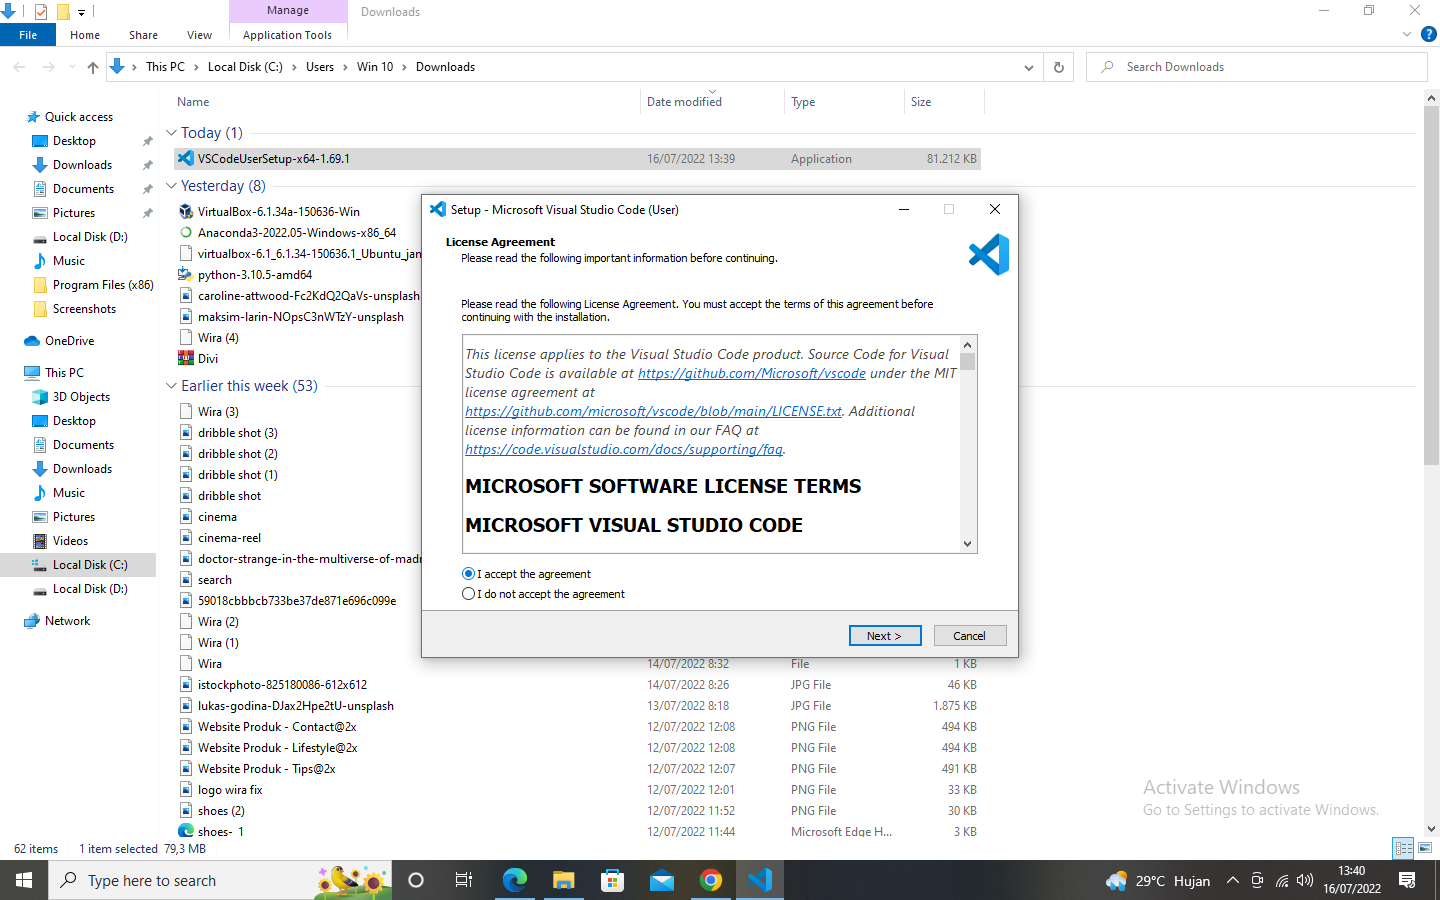 Manage
Downloads
File
Home
Share
View
Application Tools
This PC
Local Disk (C:)
Users
Win 10
Downloads
Search Downloads
Name
Date modified
Type
Size
Quick access
Desktop
Downloads
Documents
Pictures
Local Disk (D:)
Music
Program Files (x86)
Screenshots
OneDrive
This PC
3D Objects
Desktop
Documents
Downloads
Music
Pictures
Videos
Local Disk (C:)
Local Disk (D:)
Network
Today (1)
VSCodeUserSetup-x64-1.69.1 16/07/2022 13:39 Application 81.212 KB
Yesterday (8)
VirtualBox-6.1.34a-150636-Win
Anaconda3-2022.05-Windows-x86_64
virtualbox-6.1_6.1.34-150636.1_Ubuntu_jan
python-3.10.5-amd64
caroline-attwood-Fc2KdQ2QaVs-unsplash
maksim-larin-NOpsC3nWTzY-unsplash
Wira (4)
Divi
Earlier this week (53)
Wira (3)
dribble shot (3)
dribble shot (2)
dribble shot (1)
dribble shot
cinema
cinema-reel
doctor-strange-in-the-multiverse-of-madn
search
59018cbbbcb733be37de871e696c099e
Wira (2)
Wira (1)
Wira 14/07/2022 8:32 File 1 KB
istockphoto-825180086-612x612 14/07/2022 8:26 JPG File 46 KB
lukas-godina-DJax2Hpe2tU-unsplash 13/07/2022 8:18 JPG File 1.875 KB
Website Produk - Contact@2x 12/07/2022 12:08 PNG File 494 KB
Website Produk - Lifestyle@2x 12/07/2022 12:08 PNG File 494 KB
Website Produk - Tips@2x 12/07/2022 12:07 PNG File 491 KB
logo wira fix 12/07/2022 12:01 PNG File 33 KB
shoes (2) 12/07/2022 11:52 PNG File 30 KB
shoes-_1 12/07/2022 11:44 Microsoft Edge H... 3 KB
Setup - Microsoft Visual Studio Code (User)
License Agreement
Please read the following important information before continuing.
Please read the following License Agreement. You must accept the terms of this agreement before
continuing with the installation.
This license applies to the Visual Studio Code product. Source Code for Visual
Studio Code is available at https://github.com/Microsoft/vscode under the MIT
license agreement at
https://github.com/microsoft/vscode/blob/main/LICENSE.txt. Additional
license information can be found in our FAQ at
https://code.visualstudio.com/docs/supporting/faq.
MICROSOFT SOFTWARE LICENSE TERMS
MICROSOFT VISUAL STUDIO CODE
I accept the agreement
I do not accept the agreement
Next >
Cancel
Activate Windows
Go to Settings to activate Windows.
62 items
1 item selected 79,3 MB
Type here to search
29°C Hujan
13:40
16/07/2022